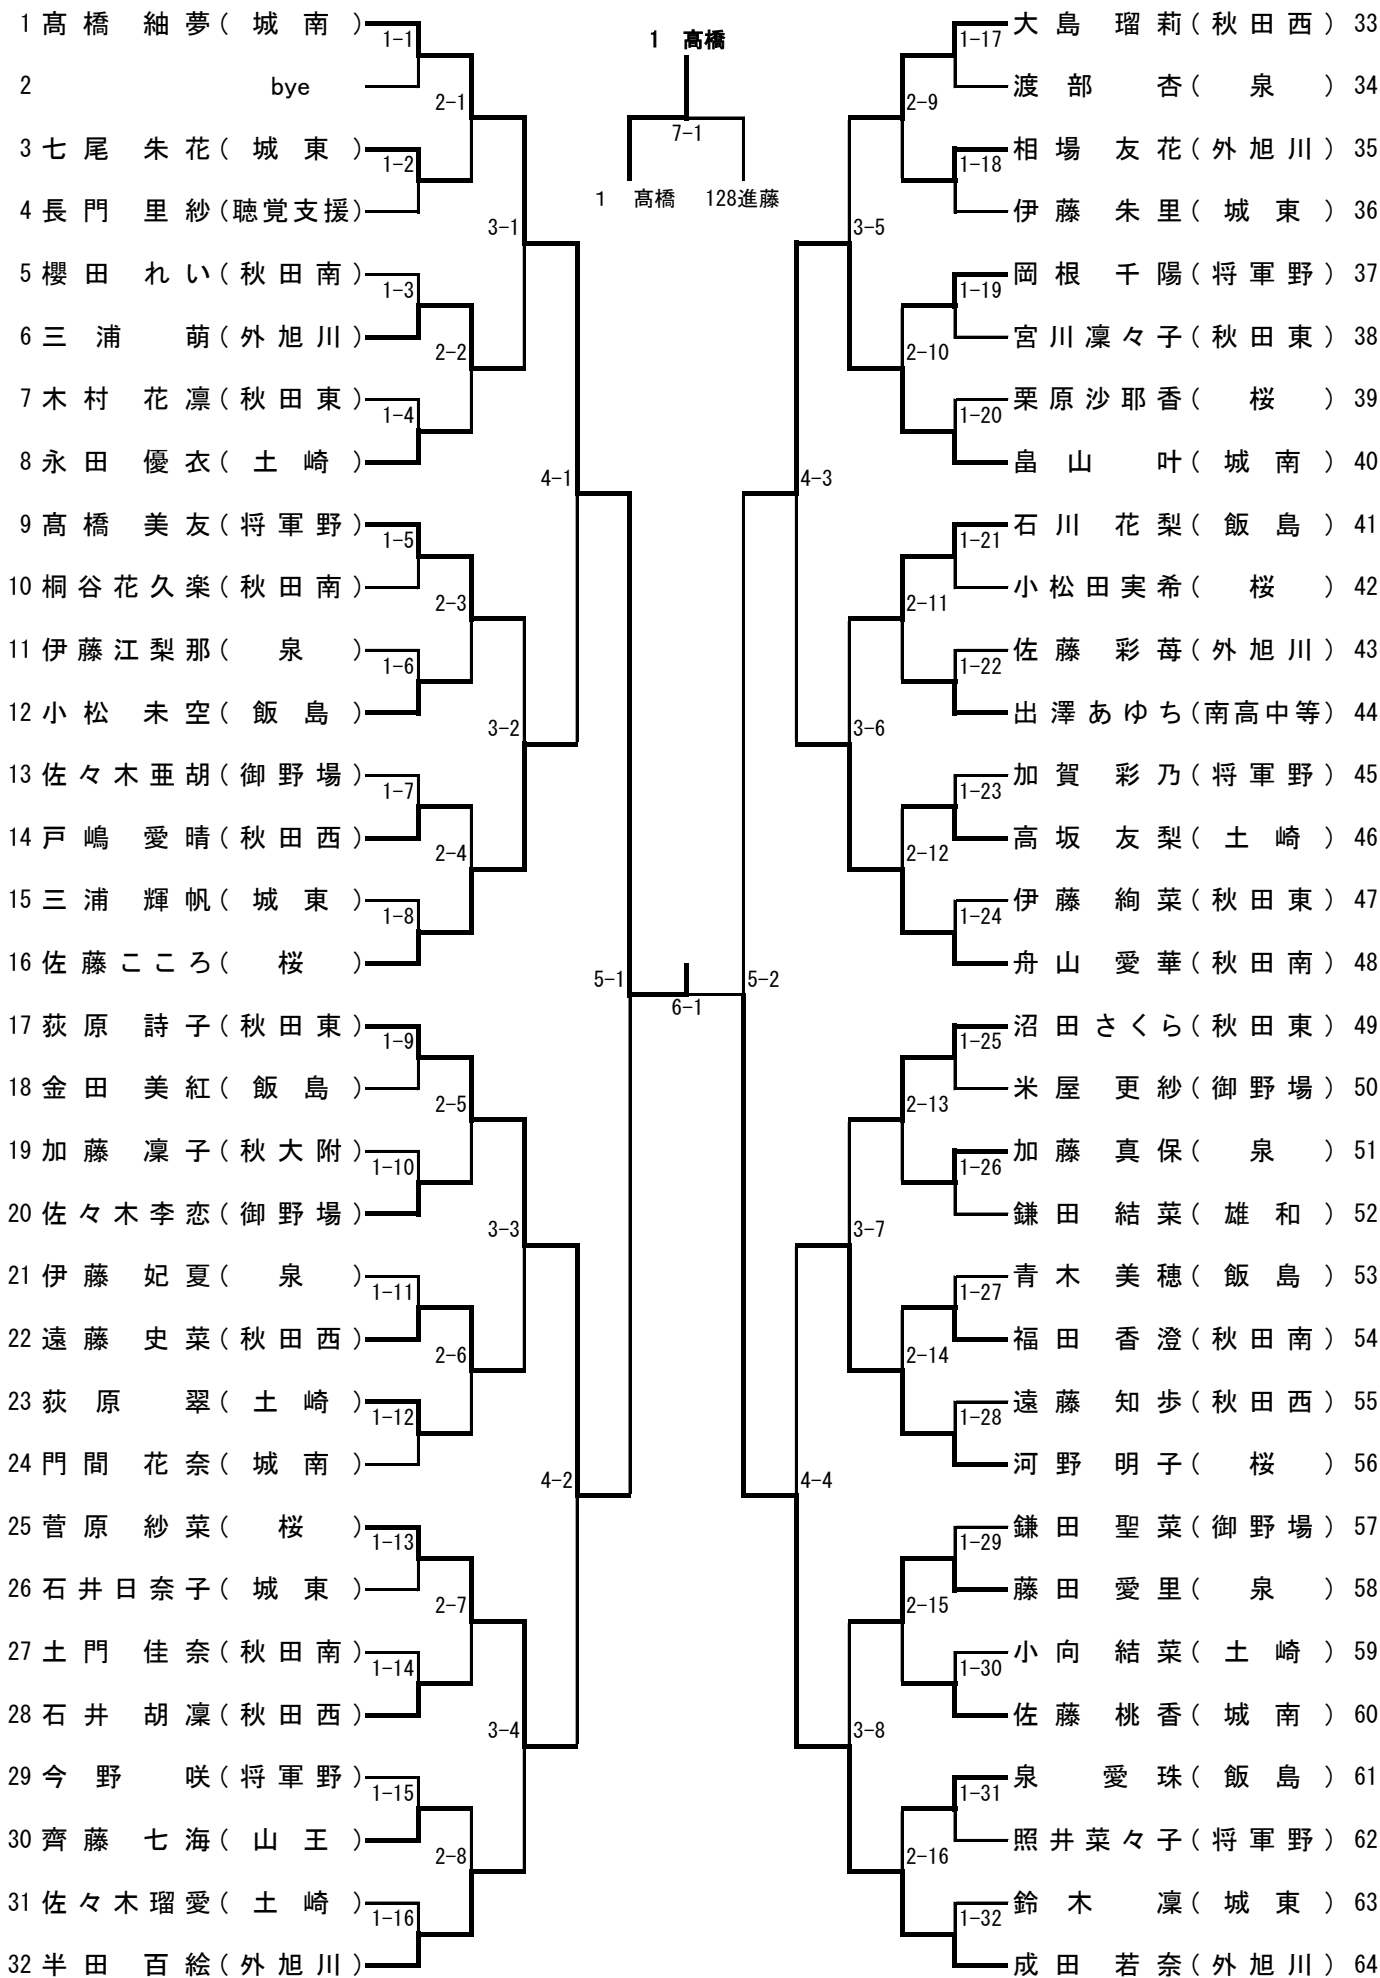 1 髙橋 紬夢(城南)
1-1
2 bye
2-1
3 七尾 朱花(城東)
1-2
4 長門 里紗(聴覚支援)
3-1
5 櫻田 れい(秋田南)
1-3
6 三浦 萌(外旭川)
2-2
7 木村 花凛(秋田東)
1-4
8 永田 優衣(土崎)
4-1
9 髙橋 美友(将軍野)
1-5
10 桐谷花久楽(秋田南)
2-3
11 伊藤江梨那(泉)
1-6
12 小松 未空(飯島)
3-2
13 佐々木亜胡(御野場)
1-7
14 戸嶋 愛晴(秋田西)
2-4
15 三浦 輝帆(城東)
1-8
16 佐藤こころ(桜)
5-1
17 荻原 詩子(秋田東)
1-9
18 金田 美紅(飯島)
2-5
19 加藤 凜子(秋大附)
1-10
20 佐々木李恋(御野場)
3-3
21 伊藤 妃夏(泉)
1-11
22 遠藤 史菜(秋田西)
2-6
23 荻原 翠(土崎)
1-12
24 門間 花奈(城南)
4-2
25 菅原 紗菜(桜)
1-13
26 石井日奈子(城東)
2-7
27 土門 佳奈(秋田南)
1-14
28 石井 胡凜(秋田西)
3-4
29 今野 咲(将軍野)
1-15
30 齊藤 七海(山王)
2-8
31 佐々木瑠愛(土崎)
1-16
32 半田 百絵(外旭川)
1 髙橋
7-1
1 髙橋 128進藤
6-1
大島 瑠莉(秋田西) 33
1-17
渡部 杏(泉) 34
2-9
相場 友花(外旭川) 35
1-18
伊藤 朱里(城東) 36
3-5
岡根 千陽(将軍野) 37
1-19
宮川凜々子(秋田東) 38
2-10
栗原沙耶香(桜) 39
1-20
畠山 叶(城南) 40
4-3
石川 花梨(飯島) 41
1-21
小松田実希(桜) 42
2-11
佐藤 彩苺(外旭川) 43
1-22
出澤あゆち(南高中等) 44
3-6
加賀 彩乃(将軍野) 45
1-23
高坂 友梨(土崎) 46
2-12
伊藤 絢菜(秋田東) 47
1-24
舟山 愛華(秋田南) 48
5-2
沼田さくら(秋田東) 49
1-25
米屋 更紗(御野場) 50
2-13
加藤 真保(泉) 51
1-26
鎌田 結菜(雄和) 52
3-7
青木 美穂(飯島) 53
1-27
福田 香澄(秋田南) 54
2-14
遠藤 知歩(秋田西) 55
1-28
河野 明子(桜) 56
4-4
鎌田 聖菜(御野場) 57
1-29
藤田 愛里(泉) 58
2-15
小向 結菜(土崎) 59
1-30
佐藤 桃香(城南) 60
3-8
泉 愛珠(飯島) 61
1-31
照井菜々子(将軍野) 62
2-16
鈴木 凜(城東) 63
1-32
成田 若奈(外旭川) 64